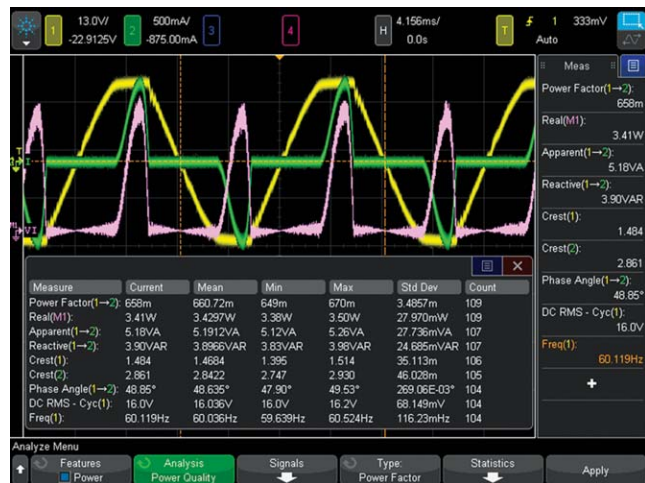 1 13.0V/ 2 500mA/ 3 4 H 4.156ms/ T 1 333mV
-22.9125V -875.00mA 0.0s Auto
Meas
Power Factor(1→2):
658m
Real(M1):
3.41W
Apparent(1→2):
5.18VA
Reactive(1→2):
3.90VAR
Crest(1):
1.484
Crest(2):
2.861
Phase Angle(1→2):
48.85°
DC RMS - Cyc(1):
16.0V
Freq(1):
60.119Hz
Measure Current Mean Min Max Std Dev Count
Power Factor(1→2): 658m 660.72m 649m 670m 3.4857m 109
Real(M1): 3.41W 3.4297W 3.38W 3.50W 27.970mW 109
Apparent(1→2): 5.18VA 5.1912VA 5.12VA 5.26VA 27.736mVA 107
Reactive(1→2): 3.90VAR 3.8966VAR 3.83VAR 3.98VAR 24.685mVAR 107
Crest(1): 1.484 1.4684 1.395 1.514 35.113m 106
Crest(2): 2.861 2.8422 2.747 2.930 46.028m 105
Phase Angle(1→2): 48.85° 48.635° 47.90° 49.53° 269.06E-03° 104
DC RMS - Cyc(1): 16.0V 16.036V 16.0V 16.2V 68.149mV 104
Freq(1): 60.119Hz 60.036Hz 59.639Hz 60.524Hz 116.23mHz 104
Analyze Menu
Features Analysis Signals Type: Statistics Apply
Power Power Quality Power Factor